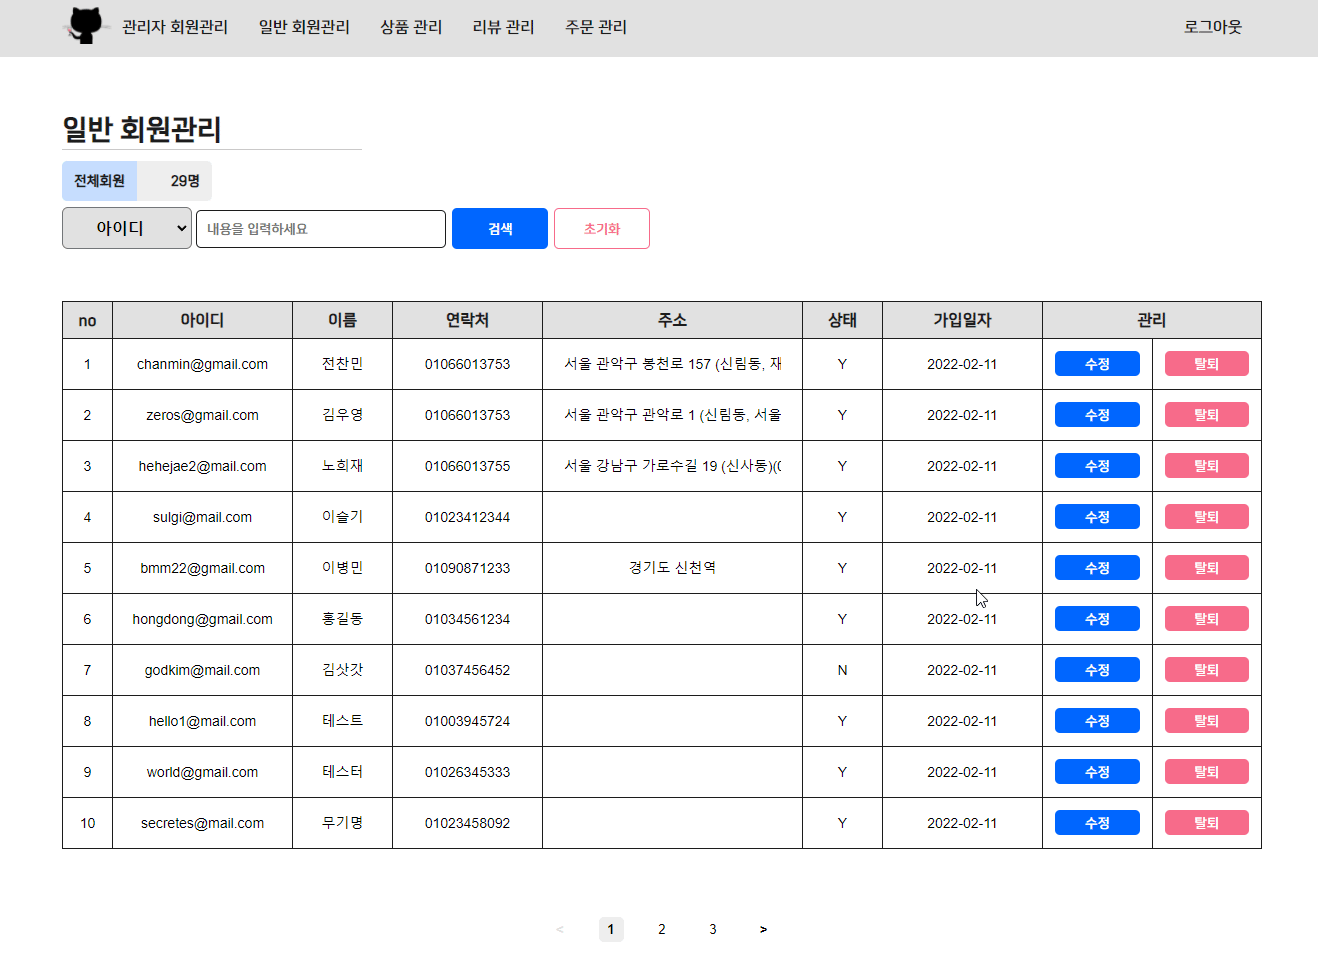 관리자 회원관리 일반 회원관리 상품 관리 리뷰 관리 주문 관리 로그아웃
일반 회원관리
전체회원 29명
아이디 내용을 입력하세요 검색 초기화
no 아이디 이름 연락처 주소 상태 가입일자 관리
1 chanmin@gmail.com 전찬민 01066013753 서울 관악구 봉천로 157 (신림동, 재 Y 2022-02-11 수정 탈퇴
2 zeros@gmail.com 김우영 01066013753 서울 관악구 관악로 1 (신림동, 서울 Y 2022-02-11 수정 탈퇴
3 hehejae2@mail.com 노희재 01066013755 서울 강남구 가로수길 19 (신사동)( Y 2022-02-11 수정 탈퇴
4 sulgi@mail.com 이슬기 01023412344 Y 2022-02-11 수정 탈퇴
5 bmm22@gmail.com 이병민 01090871233 경기도 신천역 Y 2022-02-11 수정 탈퇴
6 hongdong@gmail.com 홍길동 01034561234 Y 2022-02-11 수정 탈퇴
7 godkim@mail.com 김삿갓 01037456452 N 2022-02-11 수정 탈퇴
8 hello1@mail.com 테스트 01003945724 Y 2022-02-11 수정 탈퇴
9 world@gmail.com 테스터 01026345333 Y 2022-02-11 수정 탈퇴
10 secretes@mail.com 무기명 01023458092 Y 2022-02-11 수정 탈퇴
< 1 2 3 >